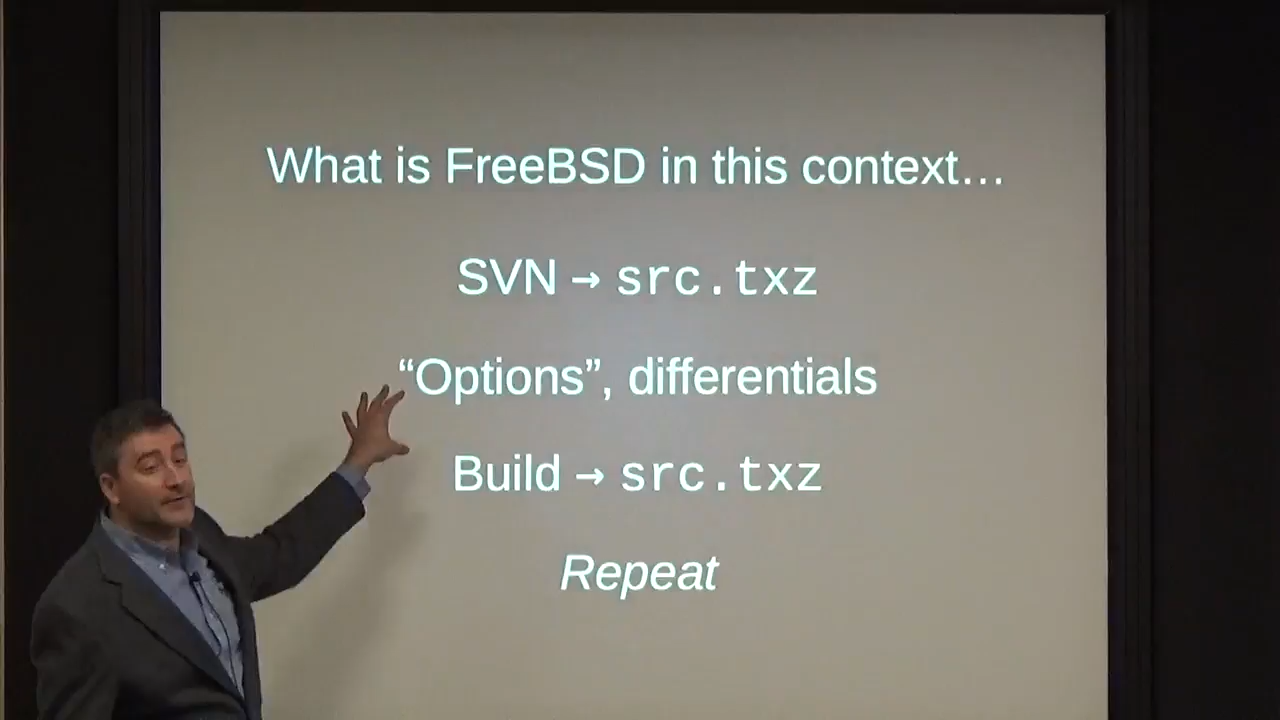 What is FreeBSD in this context…
SVN → src.txz
“Options”, differentials
Build → src.txz
Repeat